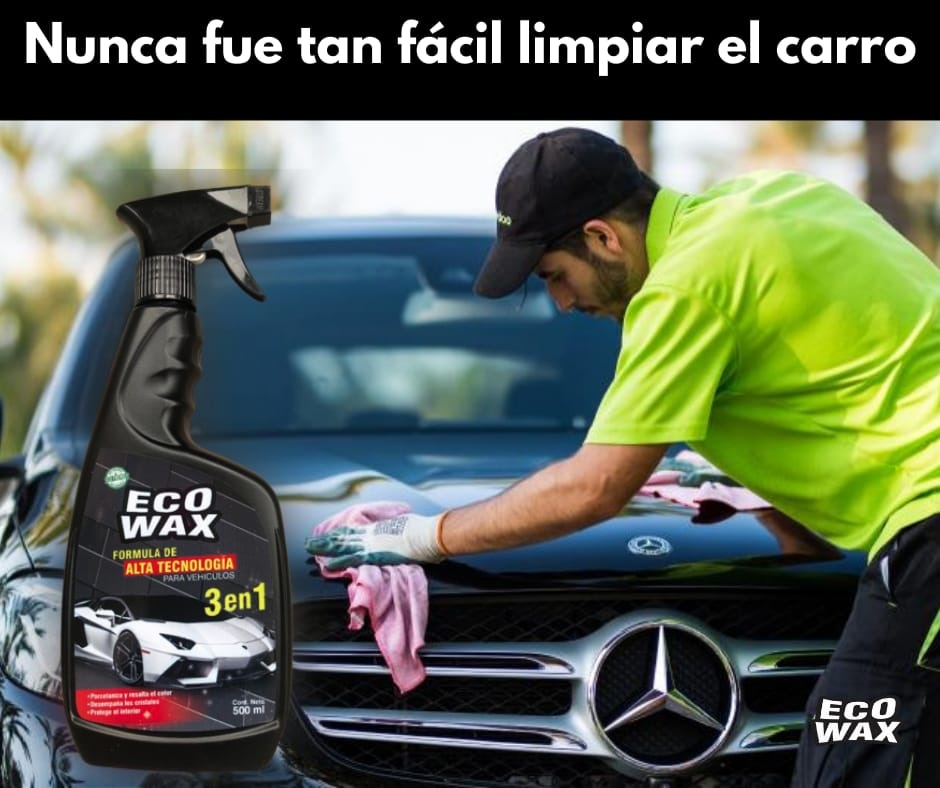 Nunca fue tan fácil limpiar el carro
ECO
WAX
FORMULA DE
ALTA TECNOLOGÍA
PARA VEHICULOS
3en1
• Porcelaniza y resalta el color
• Desempaña los cristales
• Protege el interior
Cont. Neto
500 ml
ECO
WAX